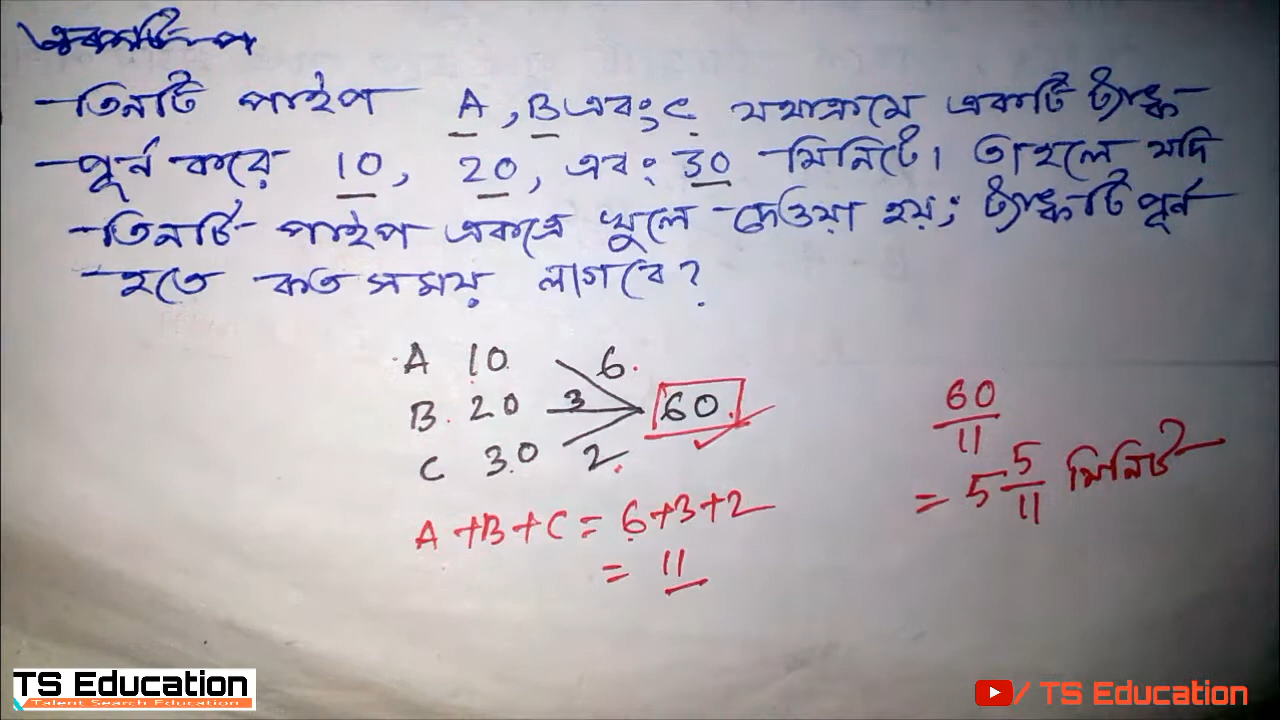 তিনটি পাইপ A, B এবং C যথাক্রমে একটি ট্যাঙ্ক
পূর্ন করে 10, 20, এবং 30 মিনিটে। তাহলে যদি
তিনটি পাইপ একত্রে খুলে দেওয়া হয়; ট্যাঙ্কটি পূর্ন
হতে কত সময় লাগবে?
A 10 6
B 20 3 60
C 30 2
A+B+C = 6+3+2
= 11
60
11
= 5 5/11 মিনিট
TS Education
Talent Search Education
/ TS Education